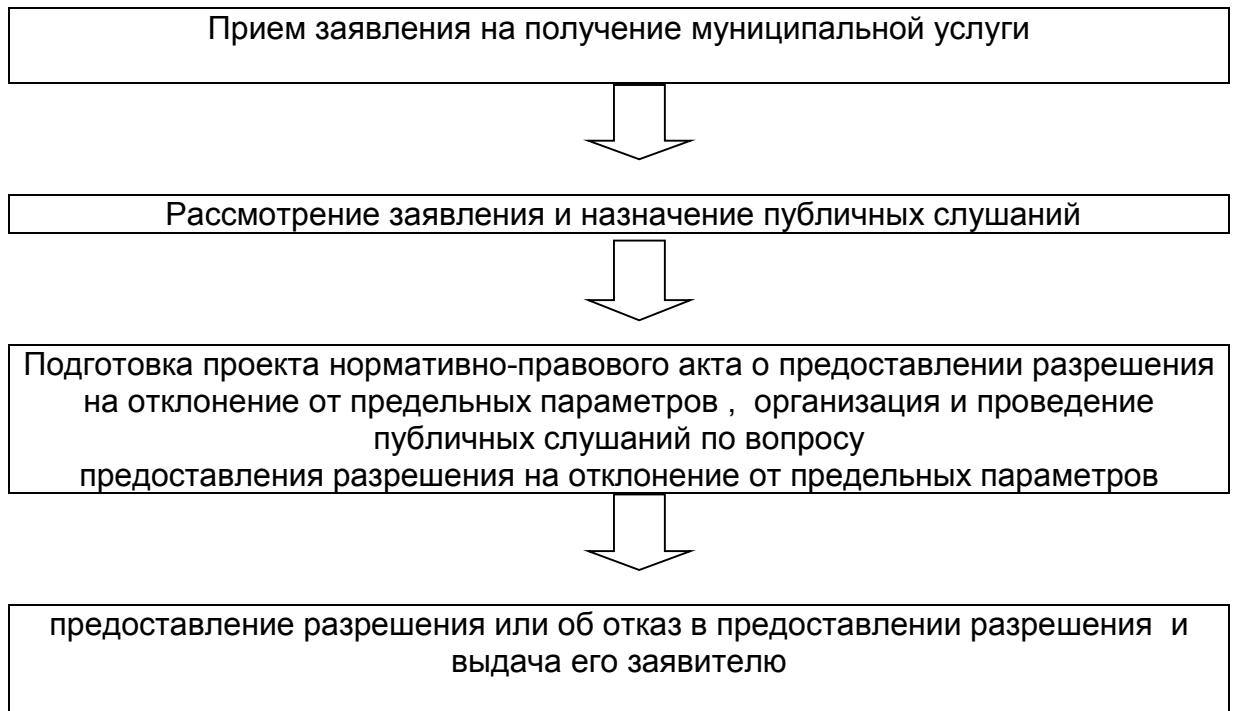 Прием заявления на получение муниципальной услуги
Рассмотрение заявления и назначение публичных слушаний
Подготовка проекта нормативно-правового акта о предоставлении разрешения
на отклонение от предельных параметров , организация и проведение
публичных слушаний по вопросу
предоставления разрешения на отклонение от предельных параметров
предоставление разрешения или об отказ в предоставлении разрешения и
выдача его заявителю